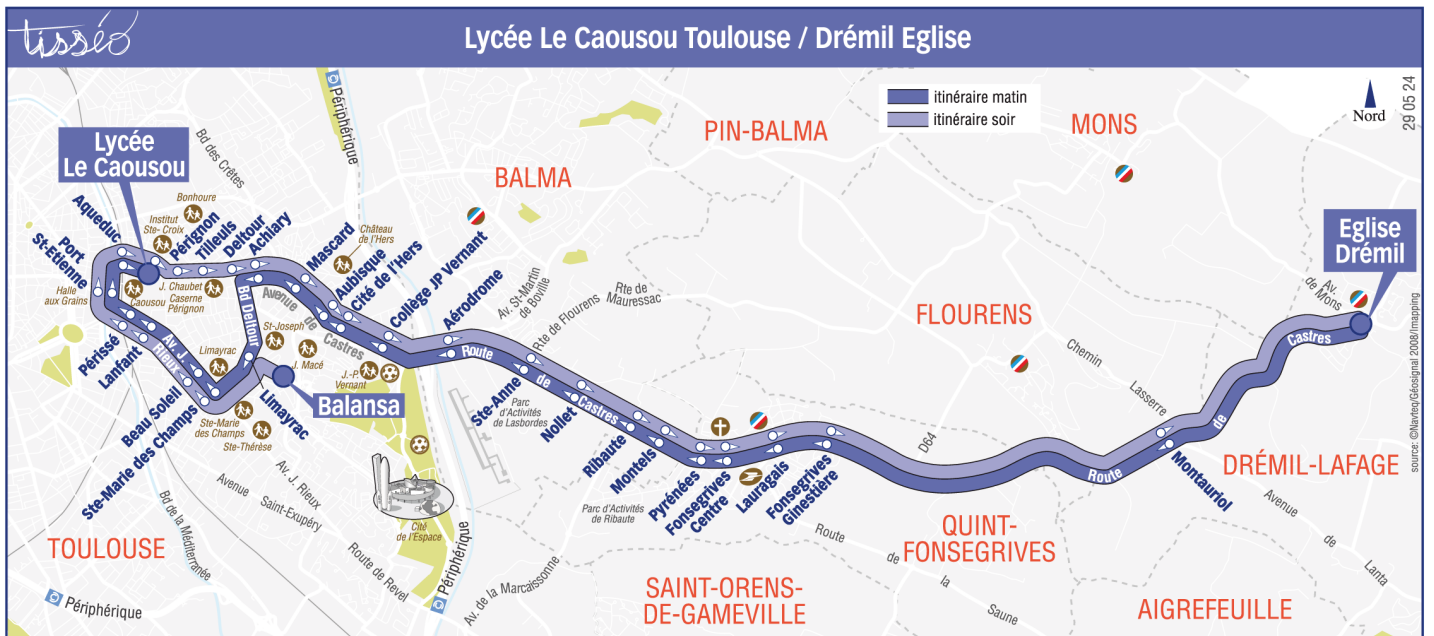 tisséo
Lycée Le Caousou Toulouse / Drémil Eglise
itinéraire matin
itinéraire soir
Nord
29 05 24
Périphérique
PIN-BALMA
MONS
BALMA
Lycée
Le Caousou
Bd des Crêtes
Bonhoure
Institut
Ste- Croix
Aqueduc
Port
St-Etienne
Pérignon
Tilleuls
Deltour
Achiary
Mascard
Château
de l'Hers
Aubisque
Cité de l'Hers
Collège JP Vernant
Aérodrome
Av. St-Martin
de Boville
Rte de Flourens
Rte de
Mauressac
Eglise
Drémil
Av.
de Mons
Halle
aux Grains
Caousou
J. Chaubet
Caserne
Pérignon
Bd Deltour
Avenue de Castres
FLOURENS
Périssé
Lanfant
Av. J. Rieux
Limayrac
St-Joseph
J. Macé
J.-P.
Vernant
Route de Castres
Chemin
Lasserre
Castres
Balansa
Limayrac
Beau Soleil
Ste-Marie des Champs
Ste-Marie
des Champs
Ste-Thérèse
Ste-Anne
Nollet
Parc
d'Activités
de Lasbordes
Ribaute
Montels
Pyrénées
Fonsegrives
Centre
Lauragais
Fonsegrives
Ginestière
D64
Route
de
Montauriol
DRÉMIL-LAFAGE
Avenue
de
Lanta
Av. J. Rieux
Avenue
Saint-Exupéry
Bd de la Méditerranée
Cité
de l'Espace
Parc d'Activités
de Ribaute
TOULOUSE
Route de Revel
Périphérique
Av. de la Marcaissonne
Route
de
la
Saune
QUINT-
FONSEGRIVES
SAINT-ORENS-
DE-GAMEVILLE
AIGREFEUILLE
Périphérique
source: ©Navteq/Géosignal 2008/Imapping